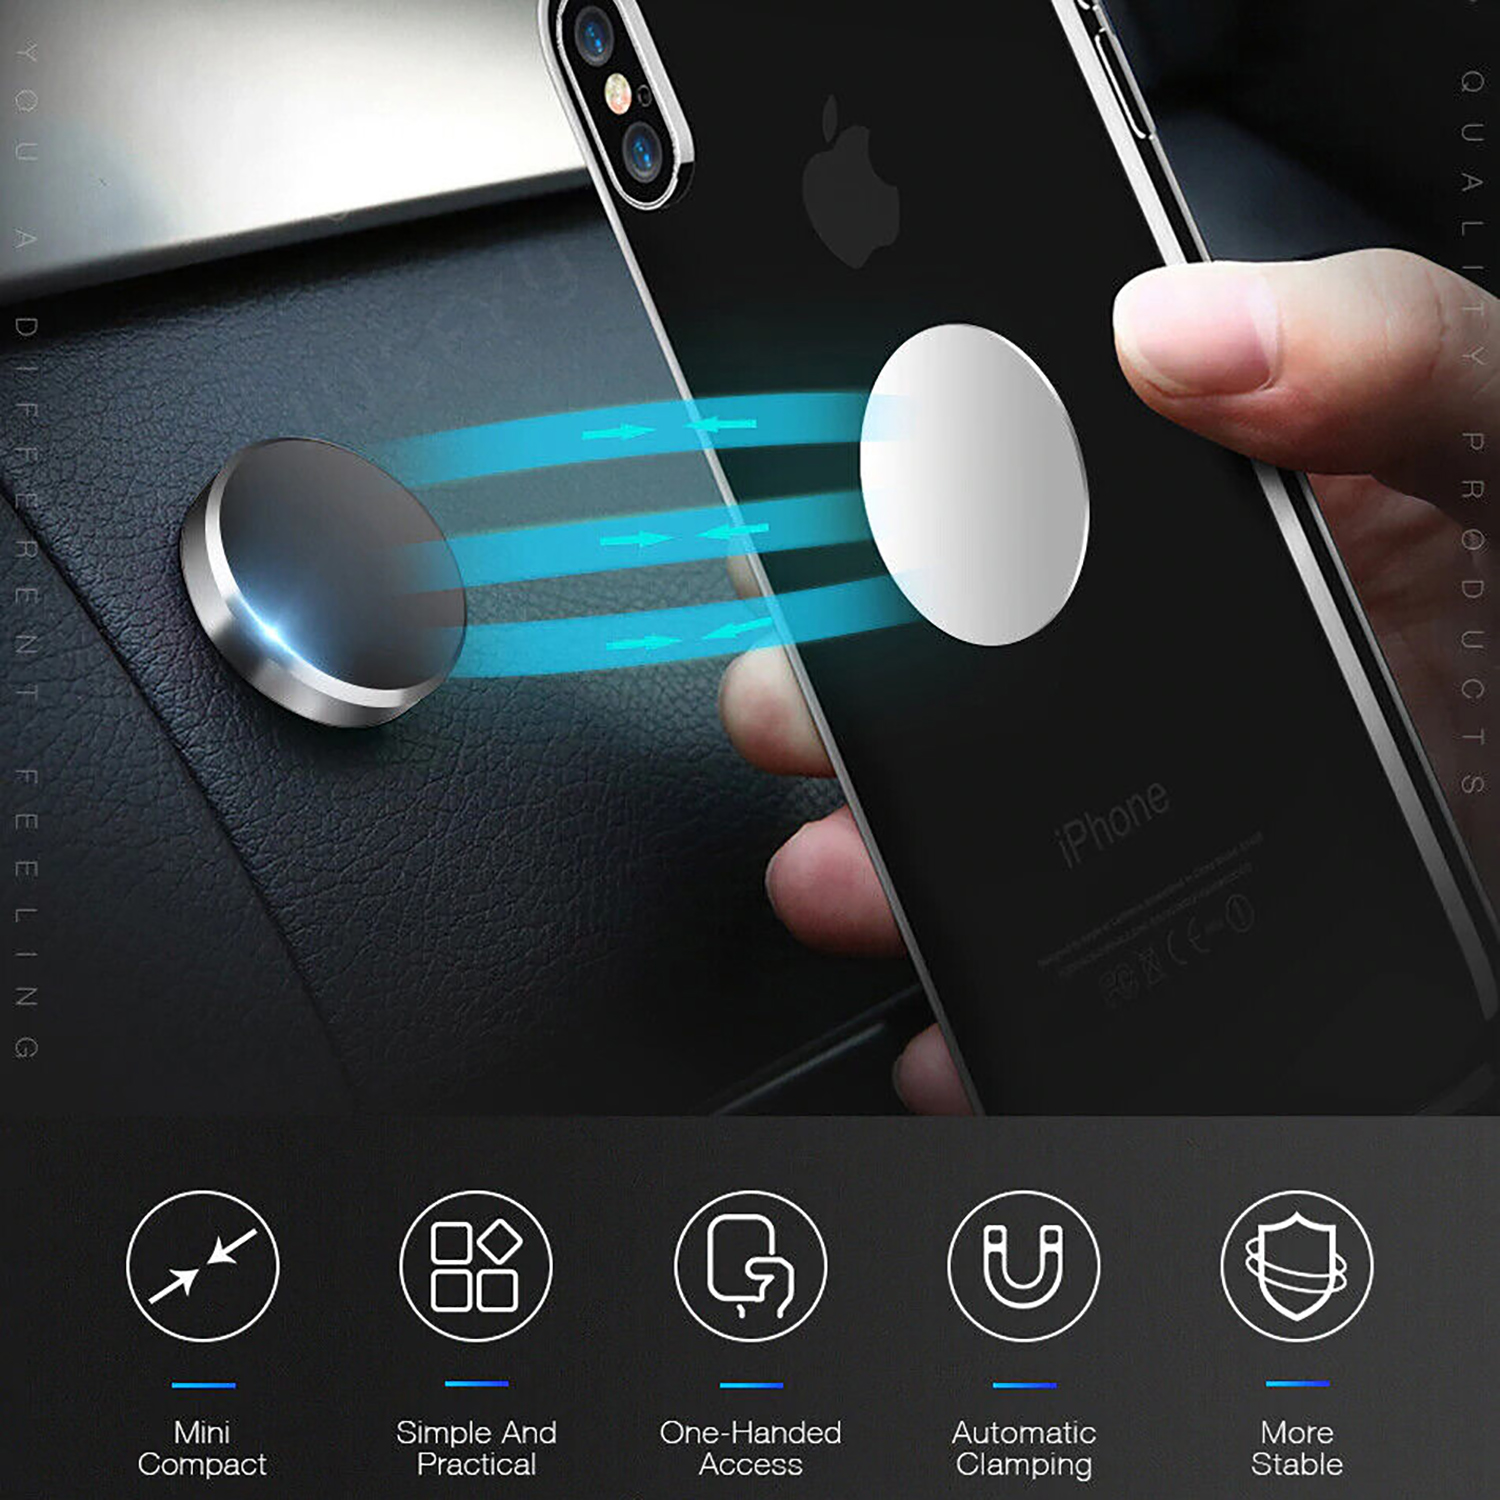 YOU A DIFFERENT FEELING
QUALITY PRODUCTS
iPhone
Mini
Compact
Simple And
Practical
One-Handed
Access
Automatic
Clamping
More
Stable